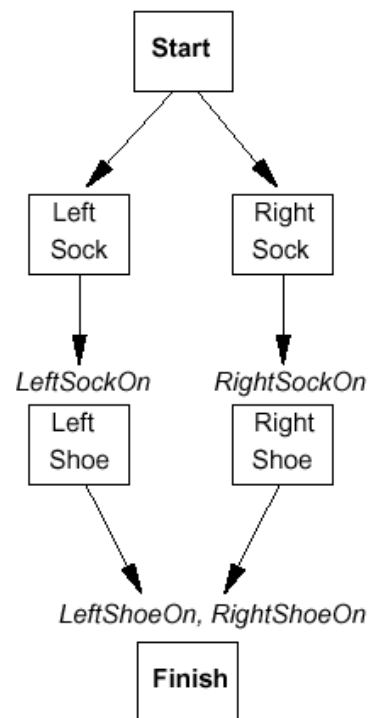 Start
Left
Sock
Right
Sock
LeftSockOn
RightSockOn
Left
Shoe
Right
Shoe
LeftShoeOn, RightShoeOn
Finish